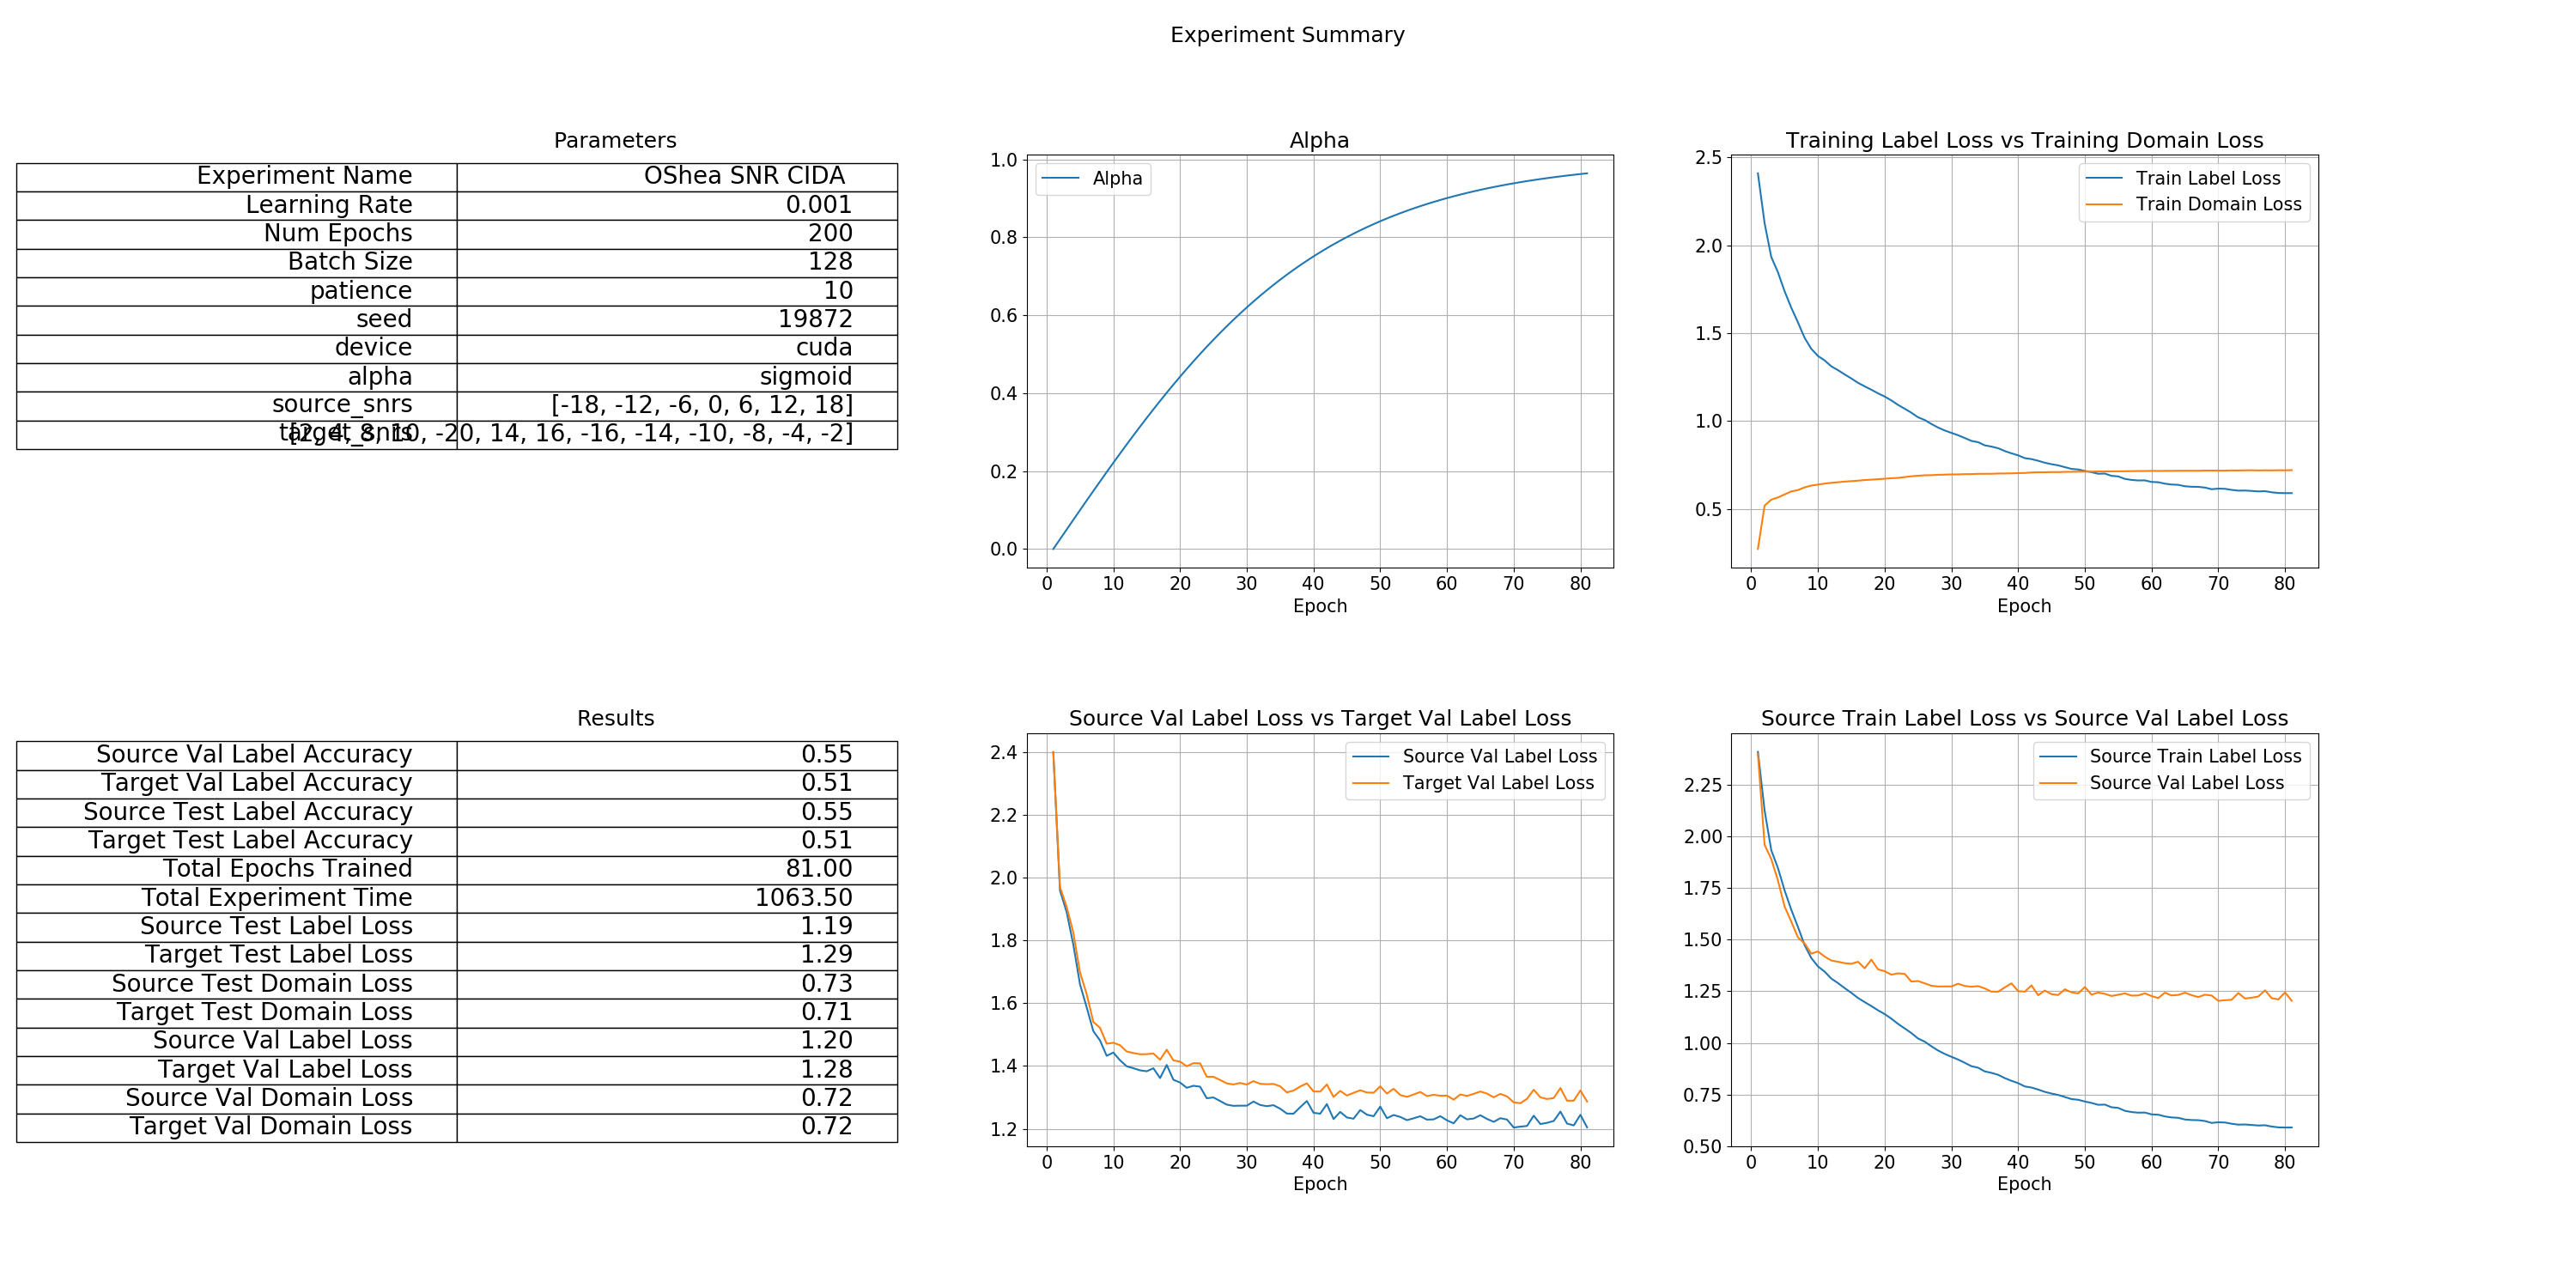 Experiment Summary
Parameters
Experiment Name OShea SNR CIDA
Learning Rate 0.001
Num Epochs 200
Batch Size 128
patience 10
seed 19872
device cuda
alpha sigmoid
source_snrs [-18, -12, -6, 0, 6, 12, 18]
target_snrs [2, 4, 8, 10, -20, 14, 16, -16, -14, -10, -8, -4, -2]
Alpha
Alpha
1.0
0.8
0.6
0.4
0.2
0.0
0 10 20 30 40 50 60 70 80
Epoch
Training Label Loss vs Training Domain Loss
Train Label Loss
Train Domain Loss
2.5
2.0
1.5
1.0
0.5
0 10 20 30 40 50 60 70 80
Epoch
Results
Source Val Label Accuracy 0.55
Target Val Label Accuracy 0.51
Source Test Label Accuracy 0.55
Target Test Label Accuracy 0.51
Total Epochs Trained 81.00
Total Experiment Time 1063.50
Source Test Label Loss 1.19
Target Test Label Loss 1.29
Source Test Domain Loss 0.73
Target Test Domain Loss 0.71
Source Val Label Loss 1.20
Target Val Label Loss 1.28
Source Val Domain Loss 0.72
Target Val Domain Loss 0.72
Source Val Label Loss vs Target Val Label Loss
Source Val Label Loss
Target Val Label Loss
2.4
2.2
2.0
1.8
1.6
1.4
1.2
0 10 20 30 40 50 60 70 80
Epoch
Source Train Label Loss vs Source Val Label Loss
Source Train Label Loss
Source Val Label Loss
2.25
2.00
1.75
1.50
1.25
1.00
0.75
0.50
0 10 20 30 40 50 60 70 80
Epoch